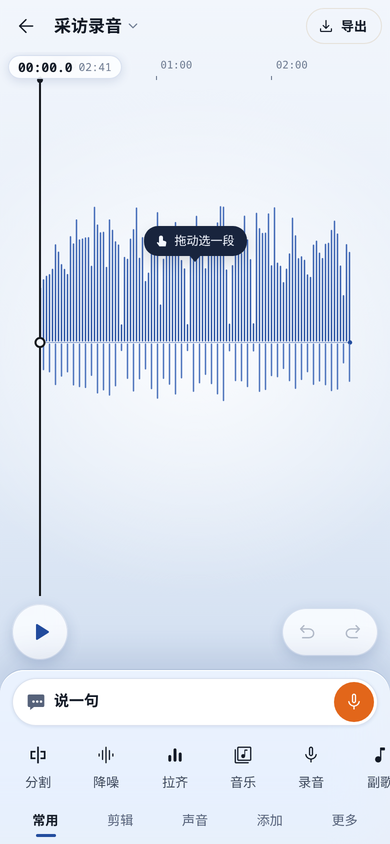 采访录音
导出
00:00.0 02:41
01:00
02:00
拖动选一段
说一句
分割
降噪
拉齐
音乐
录音
副歌
常用
剪辑
声音
添加
更多